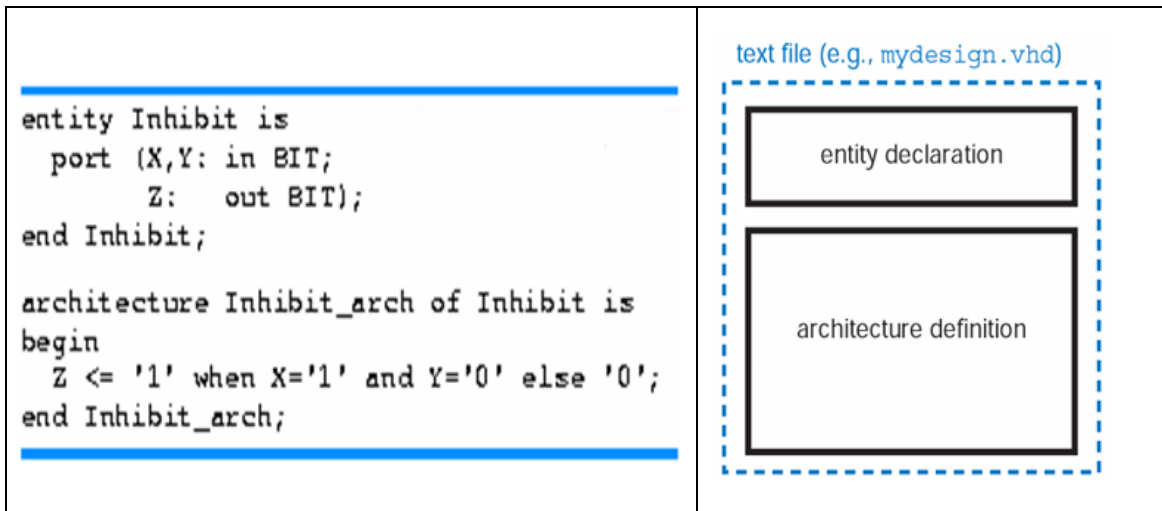 entity Inhibit is
port (X,Y: in BIT;
Z: out BIT);
end Inhibit;
architecture Inhibit_arch of Inhibit is
begin
Z <= '1' when X='1' and Y='0' else '0';
end Inhibit_arch;
text file (e.g., mydesign.vhd)
entity declaration
architecture definition